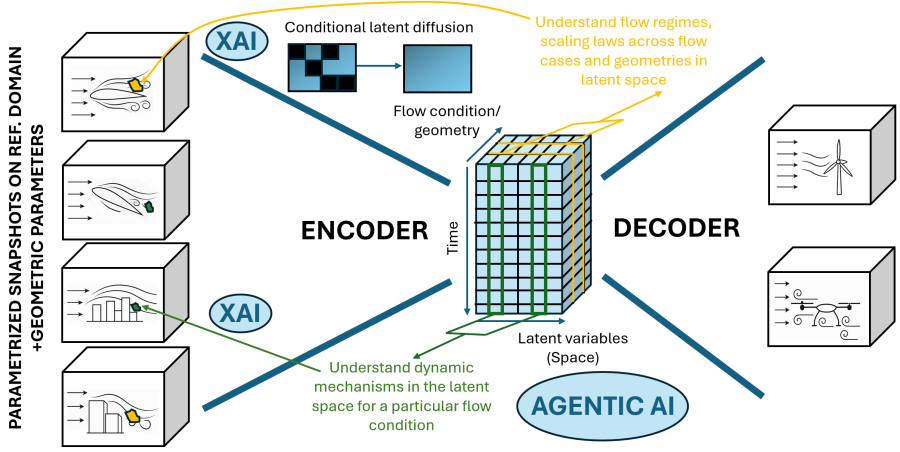 PARAMETRIZED SNAPSHOTS ON REF. DOMAIN
+GEOMETRIC PARAMETERS
XAI
Conditional latent diffusion
Understand flow regimes,
scaling laws across flow
cases and geometries in
latent space
Flow condition/
geometry
ENCODER
Time
DECODER
XAI
Latent variables
(Space)
Understand dynamic
mechanisms in the latent
space for a particular flow
condition
AGENTIC AI